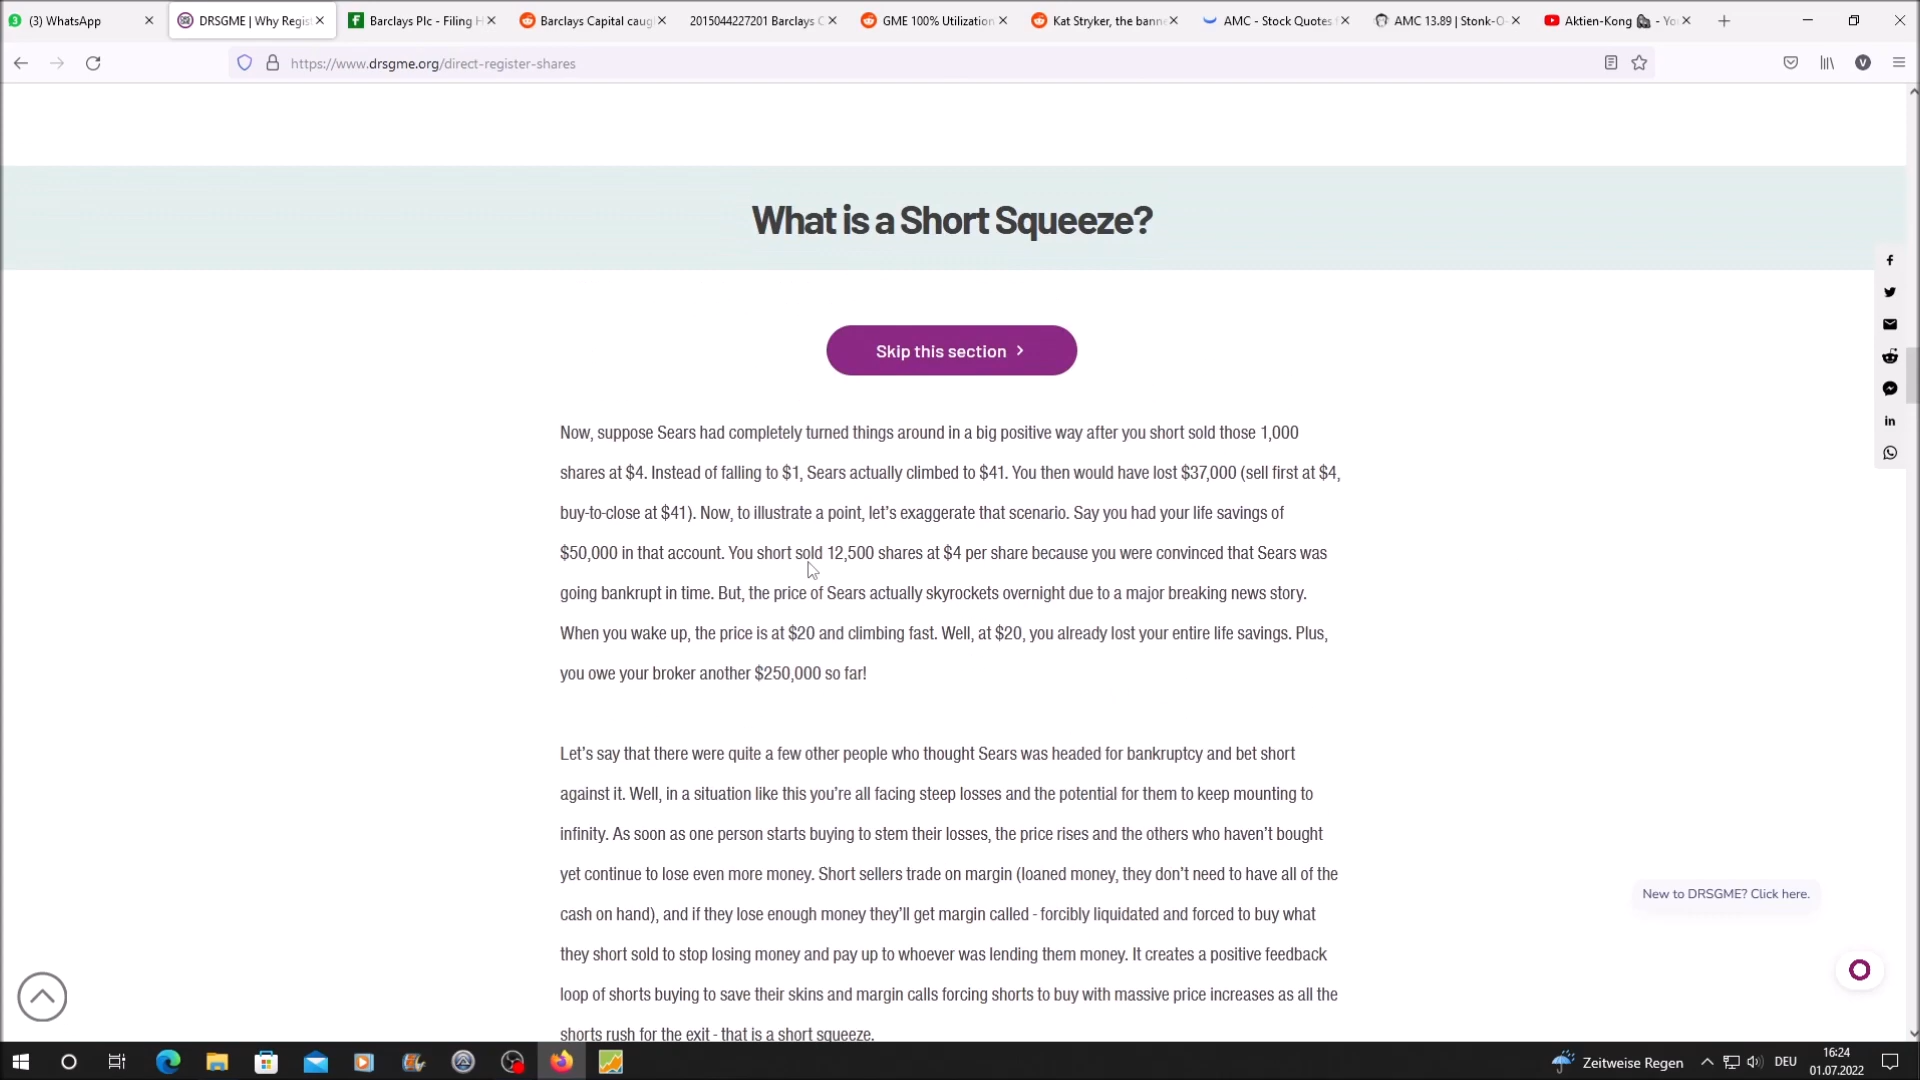 (3) WhatsApp
DRSGME | Why Regis
Barclays Plc - Filing H
Barclays Capital caug
2015044227201 Barclays C
GME 100% Utilization
Kat Stryker, the bann
AMC - Stock Quotes
AMC 13.89 | Stonk-O-
Aktien-Kong
https://www.drsgme.org/direct-register-shares
What is a Short Squeeze?
Skip this section
Now, suppose Sears had completely turned things around in a big positive way after you short sold those 1,000
shares at $4. Instead of falling to $1, Sears actually climbed to $41. You then would have lost $37,000 (sell first at $4,
buy-to-close at $41). Now, to illustrate a point, let's exaggerate that scenario. Say you had your life savings of
$50,000 in that account. You short sold 12,500 shares at $4 per share because you were convinced that Sears was
going bankrupt in time. But, the price of Sears actually skyrockets overnight due to a major breaking news story.
When you wake up, the price is at $20 and climbing fast. Well, at $20, you already lost your entire life savings. Plus,
you owe your broker another $250,000 so far!
Let's say that there were quite a few other people who thought Sears was headed for bankruptcy and bet short
against it. Well, in a situation like this you're all facing steep losses and the potential for them to keep mounting to
infinity. As soon as one person starts buying to stem their losses, the price rises and the others who haven't bought
yet continue to lose even more money. Short sellers trade on margin (loaned money, they don't need to have all of the
cash on hand), and if they lose enough money they'll get margin called - forcibly liquidated and forced to buy what
they short sold to stop losing money and pay up to whoever was lending them money. It creates a positive feedback
loop of shorts buying to save their skins and margin calls forcing shorts to buy with massive price increases as all the
shorts rush for the exit - that is a short squeeze.
New to DRSGME? Click here.
Zeitweise Regen
DEU
16:24
01.07.2022